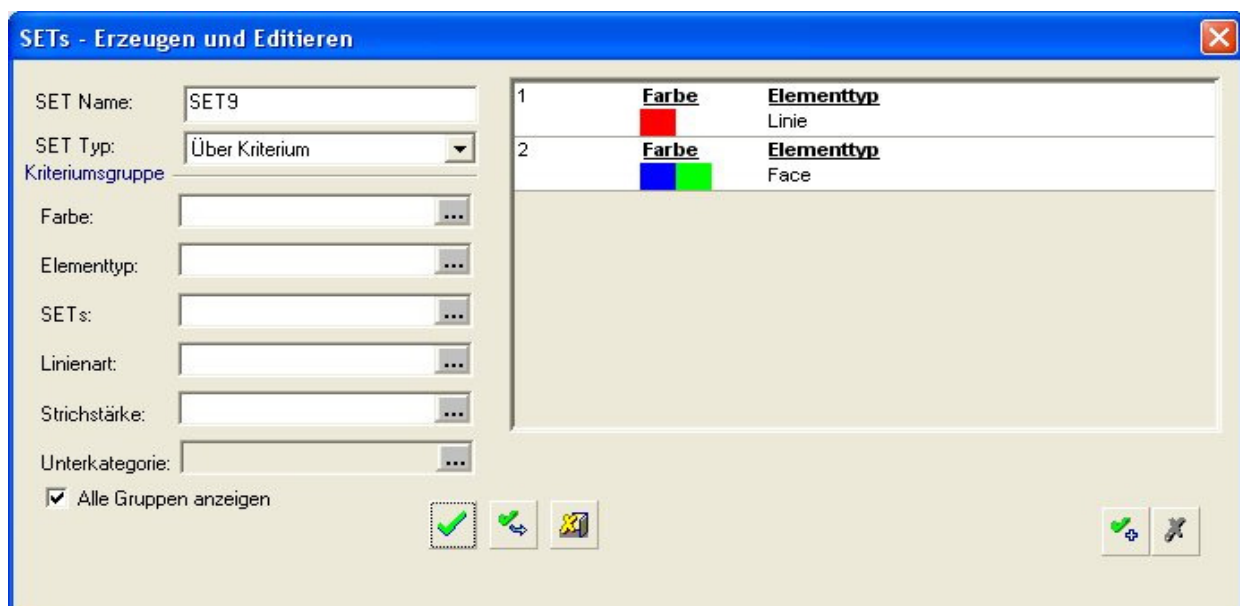 SETs - Erzeugen und Editieren
SET Name: SET9
SET Typ: Über Kriterium
Kriteriumsgruppe
Farbe: ...
Elementtyp: ...
SETs: ...
Linienart: ...
Strichstärke: ...
Unterkategorie: ...
Alle Gruppen anzeigen
1 Farbe Elementtyp
Linie
2 Farbe Elementtyp
Face